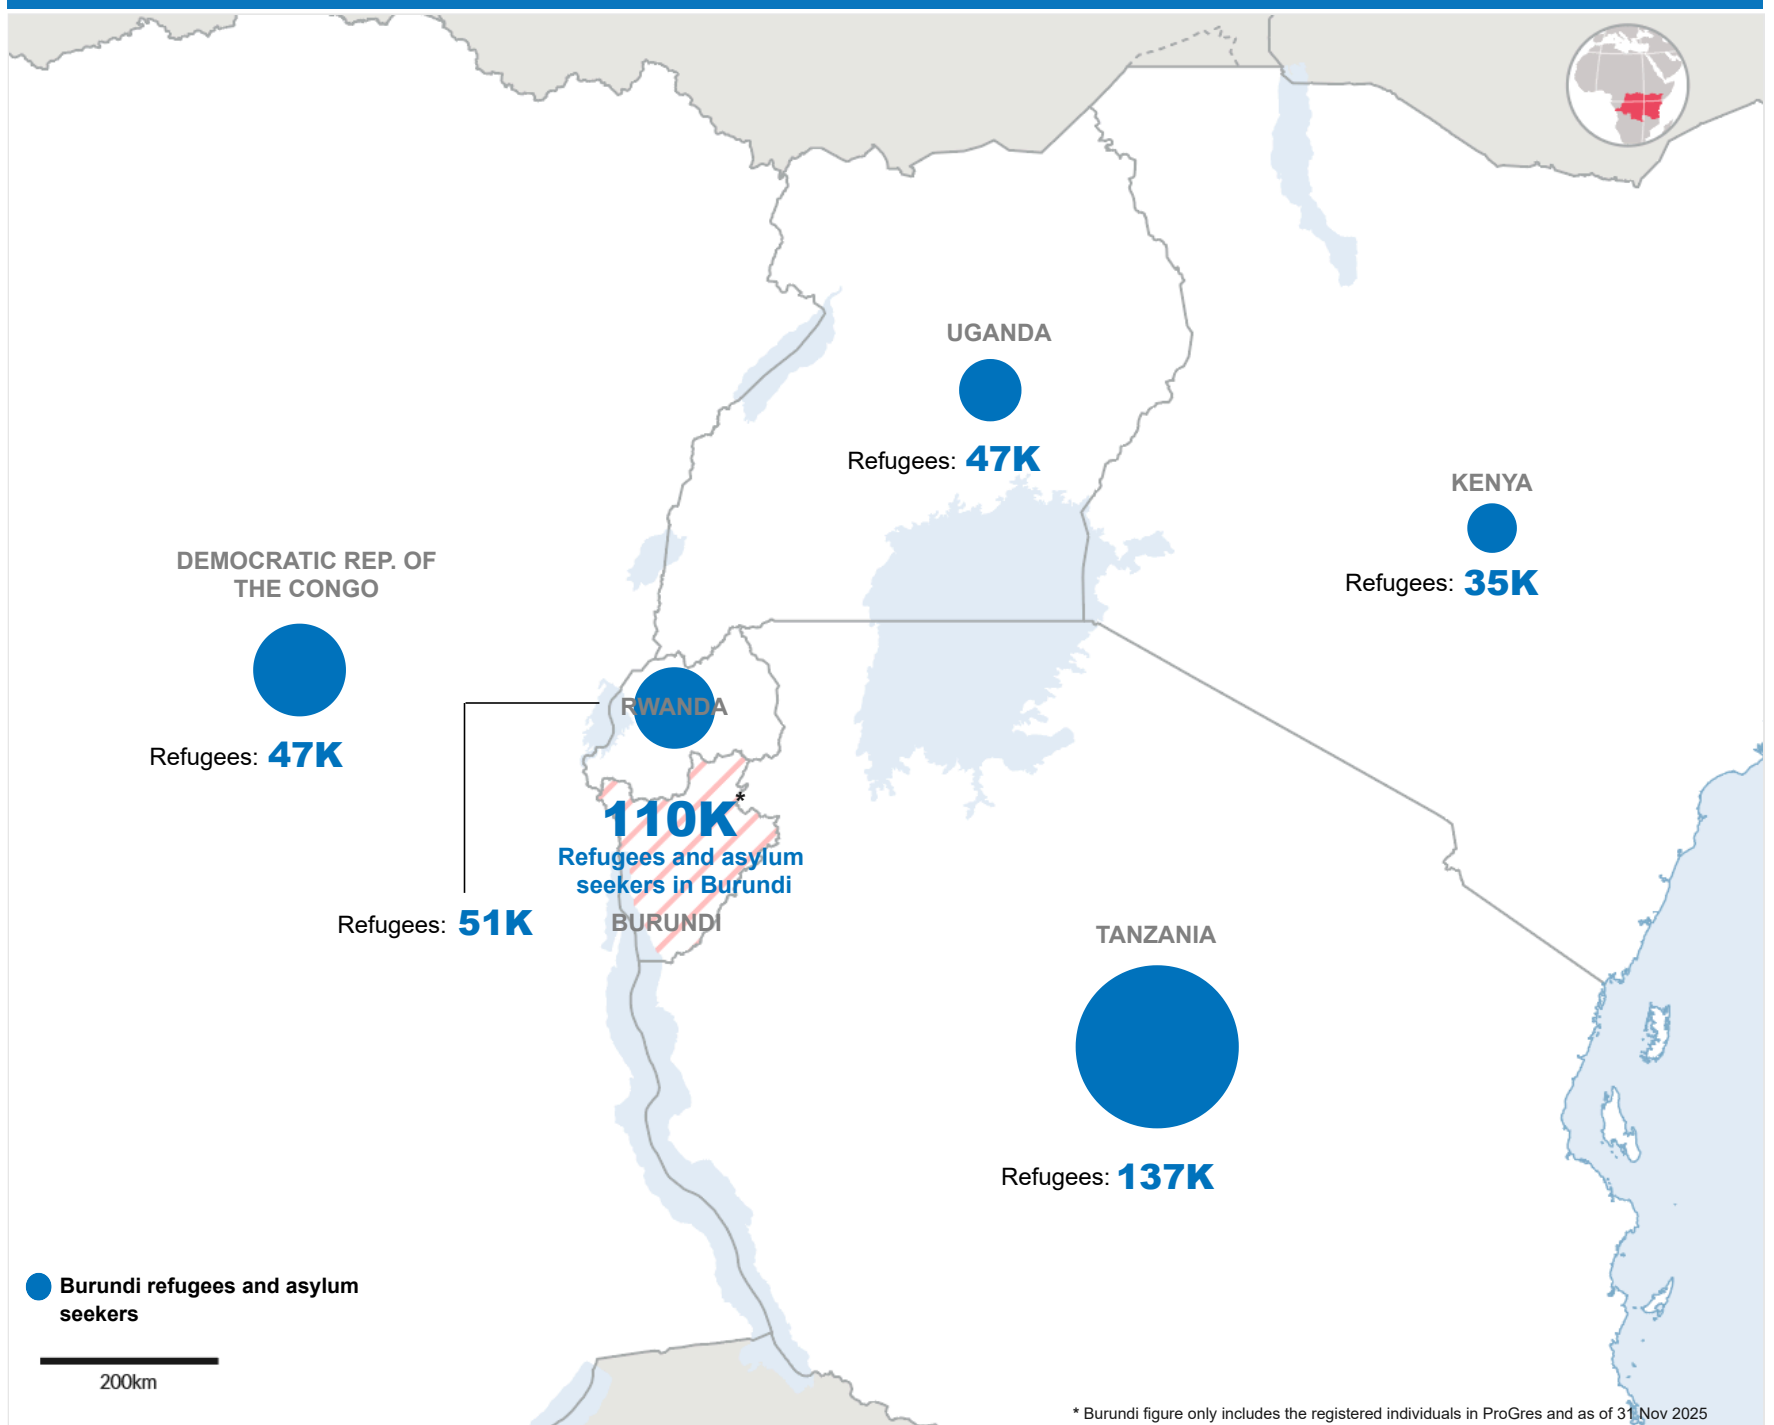 UGANDA
Refugees: 47K
KENYA
Refugees: 35K
DEMOCRATIC REP. OF
THE CONGO
Refugees: 47K
RWANDA
110K*
Refugees and asylum
seekers in Burundi
BURUNDI
Refugees: 51K
TANZANIA
Refugees: 137K
Burundi refugees and asylum
seekers
200km
* Burundi figure only includes the registered individuals in ProGres and as of 31 Nov 2025